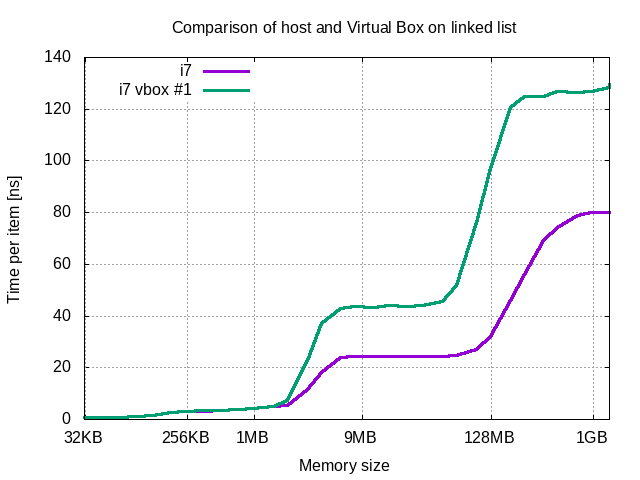 Comparison of host and Virtual Box on linked list
140
120
100
80
60
40
20
0
Time per item [ns]
i7
i7 vbox #1
32KB 256KB 1MB 9MB 128MB 1GB
Memory size